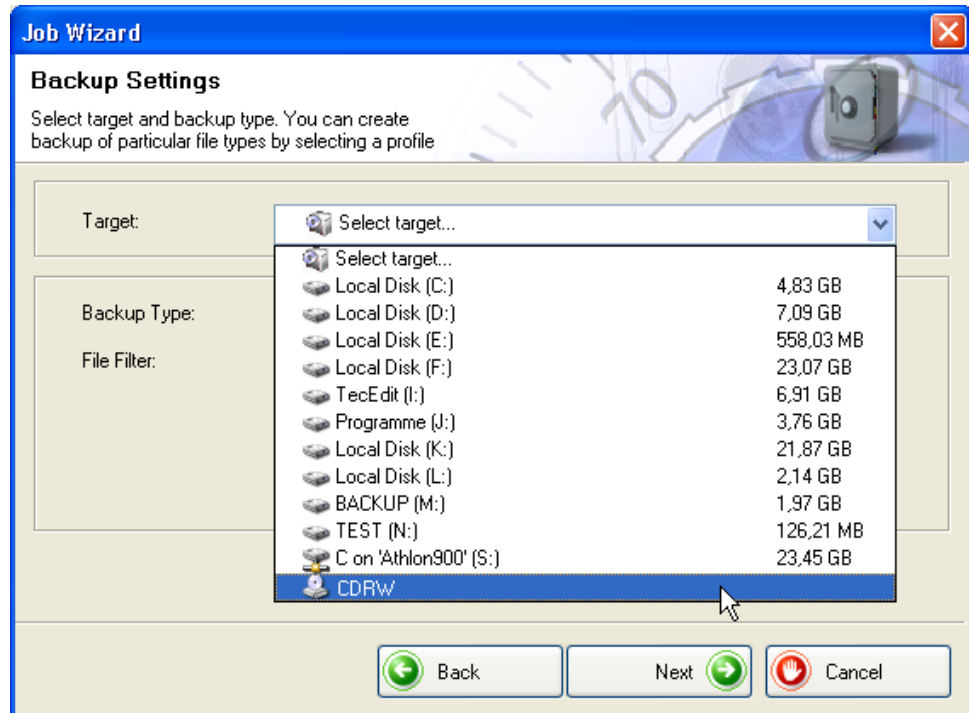 Job Wizard
Backup Settings
Select target and backup type. You can create
backup of particular file types by selecting a profile
70
Target:
Select target...
Select target...
Local Disk (C:) 4,83 GB
Local Disk (D:) 7,09 GB
Local Disk (E:) 558,03 MB
Backup Type:
Local Disk (F:) 23,07 GB
File Filter:
TecEdit (I:) 6,91 GB
Programme (J:) 3,76 GB
Local Disk (K:) 21,87 GB
Local Disk (L:) 2,14 GB
BACKUP (M:) 1,97 GB
TEST (N:) 126,21 MB
C on 'Athlon900' (S:) 23,45 GB
CDRW
Back
Next
Cancel